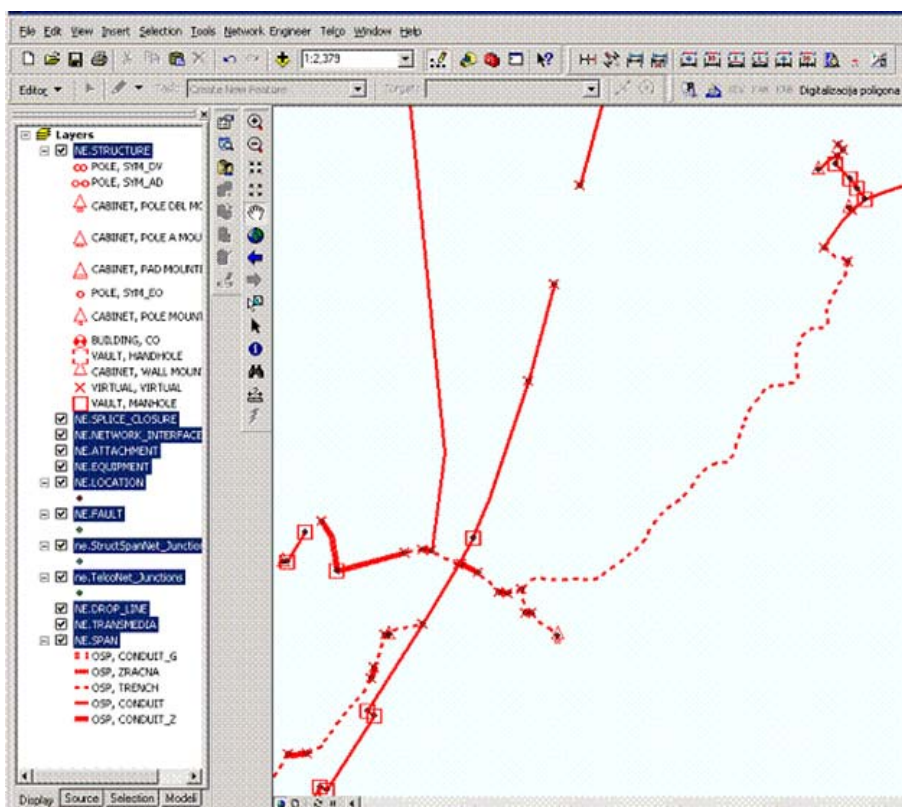 File Edit View Insert Selection Tools Network Engineer Telco Window Help
1:2,379
Editor Task: Create New Feature Target: Digitalizacija poligona
Layers
NE.STRUCTURE
POLE, SYM_DV
POLE, SYM_AD
CABINET, POLE DBL MO
CABINET, POLE A MOU
CABINET, PAD MOUNTI
POLE, SYM_EO
CABINET, POLE MOUNT
BUILDING, CO
VAULT, HANDHOLE
CABINET, WALL MOUN
VIRTUAL, VIRTUAL
VAULT, MANHOLE
NE.SPLICE_CLOSURE
NE.NETWORK_INTERFACE
NE.ATTACHMENT
NE.EQUIPMENT
NE.LOCATION
NE.FAULT
ne.StructSpanNet_Junction
ne.TelcoNet_Junctions
NE.DROP_LINE
NE.TRANSMEDIA
NE.SPAN
OSP, CONDUIT_G
OSP, ZRACNA
OSP, TRENCH
OSP, CONDUIT
OSP, CONDUIT_Z
Display Source Selection Modeli